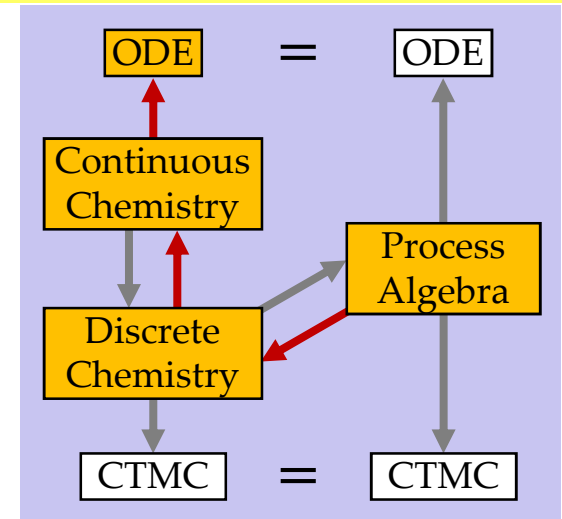 ODE = ODE
Continuous
Chemistry
Process
Algebra
Discrete
Chemistry
CTMC = CTMC